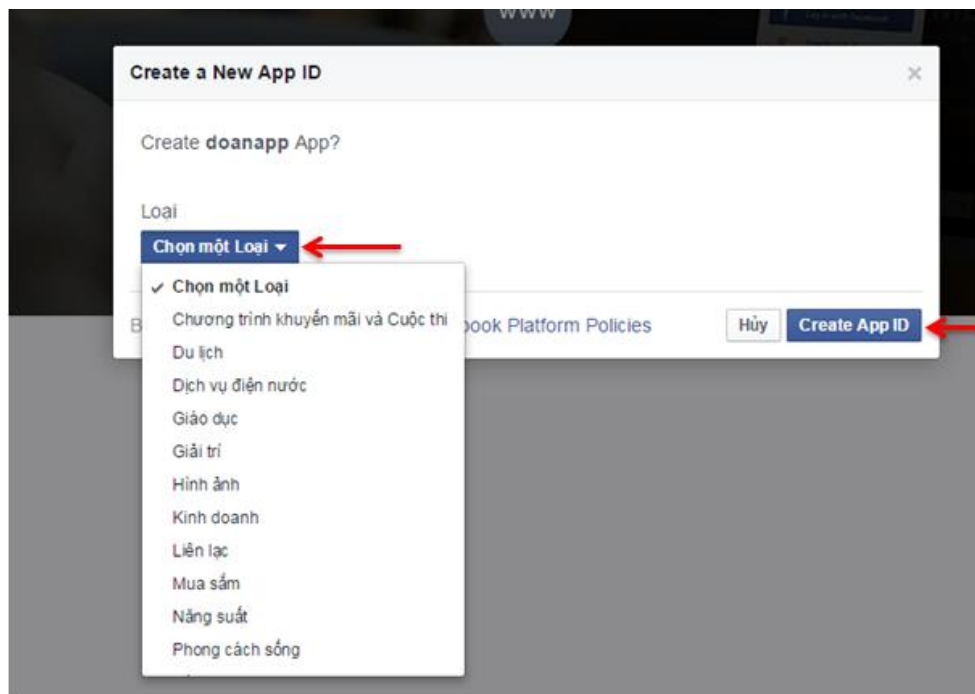 www
Create a New App ID
Create doanapp App?
Loại
Chọn một Loại
Chọn một Loại
Chương trình khuyến mãi và Cuộc thi
B book Platform Policies Hủy Create App ID
Du lịch
Dịch vụ điện nước
Giáo dục
Giải trí
Hình ảnh
Kinh doanh
Liên lạc
Mua sắm
Năng suất
Phong cách sống